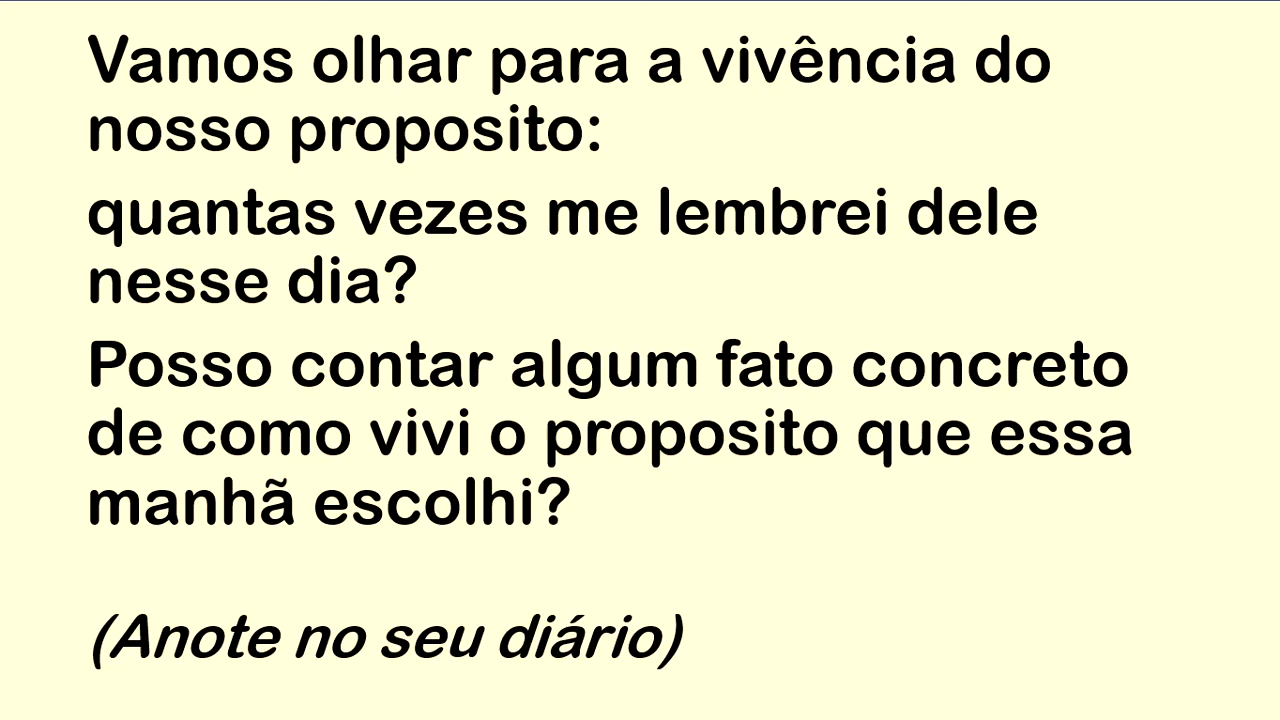 Vamos olhar para a vivência do
nosso proposito:
quantas vezes me lembrei dele
nesse dia?
Posso contar algum fato concreto
de como vivi o proposito que essa
manhã escolhi?
(Anote no seu diário)